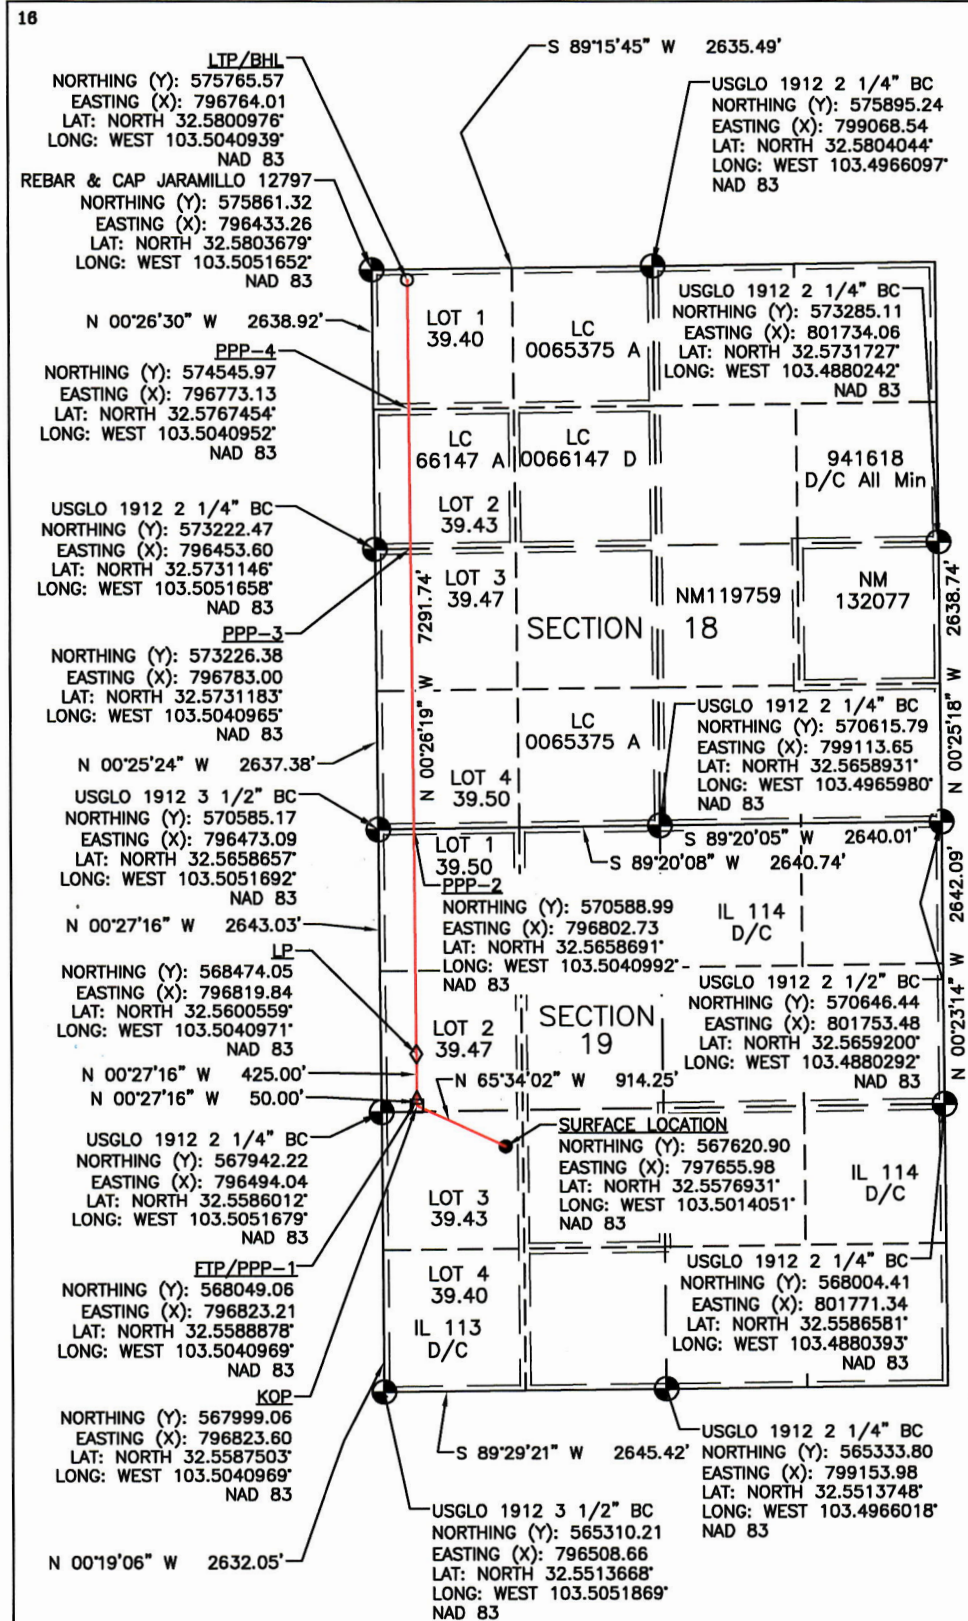 16
LTP/BHL
NORTHING (Y): 575765.57
EASTING (X): 796764.01
LAT: NORTH 32.5800976°
LONG: WEST 103.5040939°
NAD 83
S 89°15'45" W 2635.49'
USGLO 1912 2 1/4" BC
NORTHING (Y): 575895.24
EASTING (X): 799068.54
LAT: NORTH 32.5804044°
LONG: WEST 103.4966097°
NAD 83
REBAR & CAP JARAMILLO 12797
NORTHING (Y): 575861.32
EASTING (X): 796433.26
LAT: NORTH 32.5803679°
LONG: WEST 103.5051652°
NAD 83
N 00°26'30" W 2638.92'
LOT 1
39.40
LC
0065375 A
USGLO 1912 2 1/4" BC
NORTHING (Y): 573285.11
EASTING (X): 801734.06
LAT: NORTH 32.5731727°
LONG: WEST 103.4880242°
NAD 83
PPP-4
NORTHING (Y): 574545.97
EASTING (X): 796773.13
LAT: NORTH 32.5767454°
LONG: WEST 103.5040952°
NAD 83
LC
66147 A
LC
0066147 D
941618
D/C All Min
LOT 2
39.43
USGLO 1912 2 1/4" BC
NORTHING (Y): 573222.47
EASTING (X): 796453.60
LAT: NORTH 32.5731146°
LONG: WEST 103.5051658°
NAD 83
LOT 3
39.47
NM119759
NM
132077
SECTION 18
N 00°26'19" W 7291.74'
N 00°25'18" W 2638.74'
PPP-3
NORTHING (Y): 573226.38
EASTING (X): 796783.00
LAT: NORTH 32.5731183°
LONG: WEST 103.5040965°
NAD 83
N 00°25'24" W 2637.38'
LC
0065375 A
LOT 4
39.50
USGLO 1912 2 1/4" BC
NORTHING (Y): 570615.79
EASTING (X): 799113.65
LAT: NORTH 32.5658931°
LONG: WEST 103.4965980°
NAD 83
USGLO 1912 3 1/2" BC
NORTHING (Y): 570585.17
EASTING (X): 796473.09
LAT: NORTH 32.5658657°
LONG: WEST 103.5051692°
NAD 83
S 89°20'05" W 2640.01'
S 89°20'08" W 2640.74'
LOT 1
39.50
PPP-2
NORTHING (Y): 570588.99
EASTING (X): 796802.73
LAT: NORTH 32.5658691°
LONG: WEST 103.5040992°
NAD 83
IL 114
D/C
N 00°27'16" W 2643.03'
N 00°23'14" W 2642.09'
LP
NORTHING (Y): 568474.05
EASTING (X): 796819.84
LAT: NORTH 32.5600559°
LONG: WEST 103.5040971°
NAD 83
USGLO 1912 2 1/2" BC
NORTHING (Y): 570646.44
EASTING (X): 801753.48
LAT: NORTH 32.5659200°
LONG: WEST 103.4880292°
NAD 83
LOT 2
39.47
SECTION
19
N 00°27'16" W 425.00'
N 00°27'16" W 50.00'
N 65°34'02" W 914.25'
USGLO 1912 2 1/4" BC
NORTHING (Y): 567942.22
EASTING (X): 796494.04
LAT: NORTH 32.5586012°
LONG: WEST 103.5051679°
NAD 83
SURFACE LOCATION
NORTHING (Y): 567620.90
EASTING (X): 797655.98
LAT: NORTH 32.5576931°
LONG: WEST 103.5014051°
NAD 83
IL 114
D/C
LOT 3
39.43
FTP/PPP-1
NORTHING (Y): 568049.06
EASTING (X): 796823.21
LAT: NORTH 32.5588878°
LONG: WEST 103.5040969°
NAD 83
LOT 4
39.40
IL 113
D/C
USGLO 1912 2 1/4" BC
NORTHING (Y): 568004.41
EASTING (X): 801771.34
LAT: NORTH 32.5586581°
LONG: WEST 103.4880393°
NAD 83
KOP
NORTHING (Y): 567999.06
EASTING (X): 796823.60
LAT: NORTH 32.5587503°
LONG: WEST 103.5040969°
NAD 83
S 89°29'21" W 2645.42'
USGLO 1912 2 1/4" BC
NORTHING (Y): 565333.80
EASTING (X): 799153.98
LAT: NORTH 32.5513748°
LONG: WEST 103.4966018°
NAD 83
N 00°19'06" W 2632.05'
USGLO 1912 3 1/2" BC
NORTHING (Y): 565310.21
EASTING (X): 796508.66
LAT: NORTH 32.5513668°
LONG: WEST 103.5051869°
NAD 83